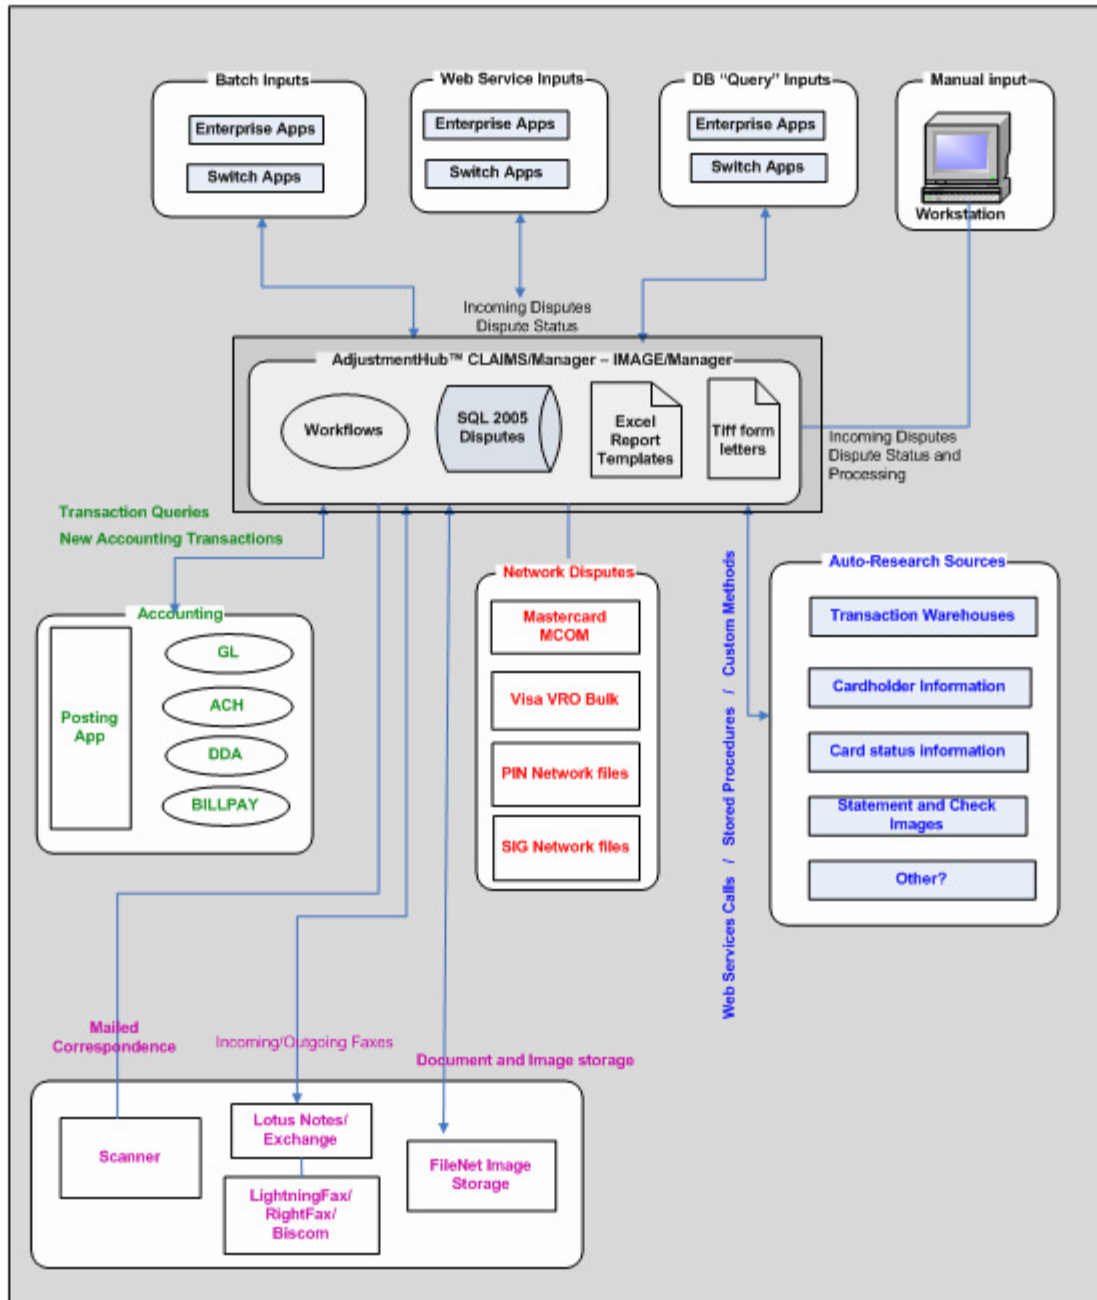 Batch Inputs
Enterprise Apps
Switch Apps
Web Service Inputs
Enterprise Apps
Switch Apps
DB “Query” Inputs
Enterprise Apps
Switch Apps
Manual input
Workstation
Incoming Disputes
Dispute Status
AdjustmentHub™ CLAIMS/Manager – IMAGE/Manager
Workflows
SQL 2005
Disputes
Excel
Report
Templates
Tiff form
letters
Incoming Disputes
Dispute Status and
Processing
Transaction Queries
New Accounting Transactions
Accounting
Posting
App
GL
ACH
DDA
BILLPAY
Network Disputes
Mastercard
MCOM
Visa VRO Bulk
PIN Network files
SIG Network files
Web Services Calls / Stored Procedures / Custom Methods
Auto-Research Sources
Transaction Warehouses
Cardholder Information
Card status information
Statement and Check
Images
Other?
Mailed
Correspondence
Incoming/Outgoing Faxes
Document and Image storage
Scanner
Lotus Notes/
Exchange
LightningFax/
RightFax/
Biscom
FileNet Image
Storage